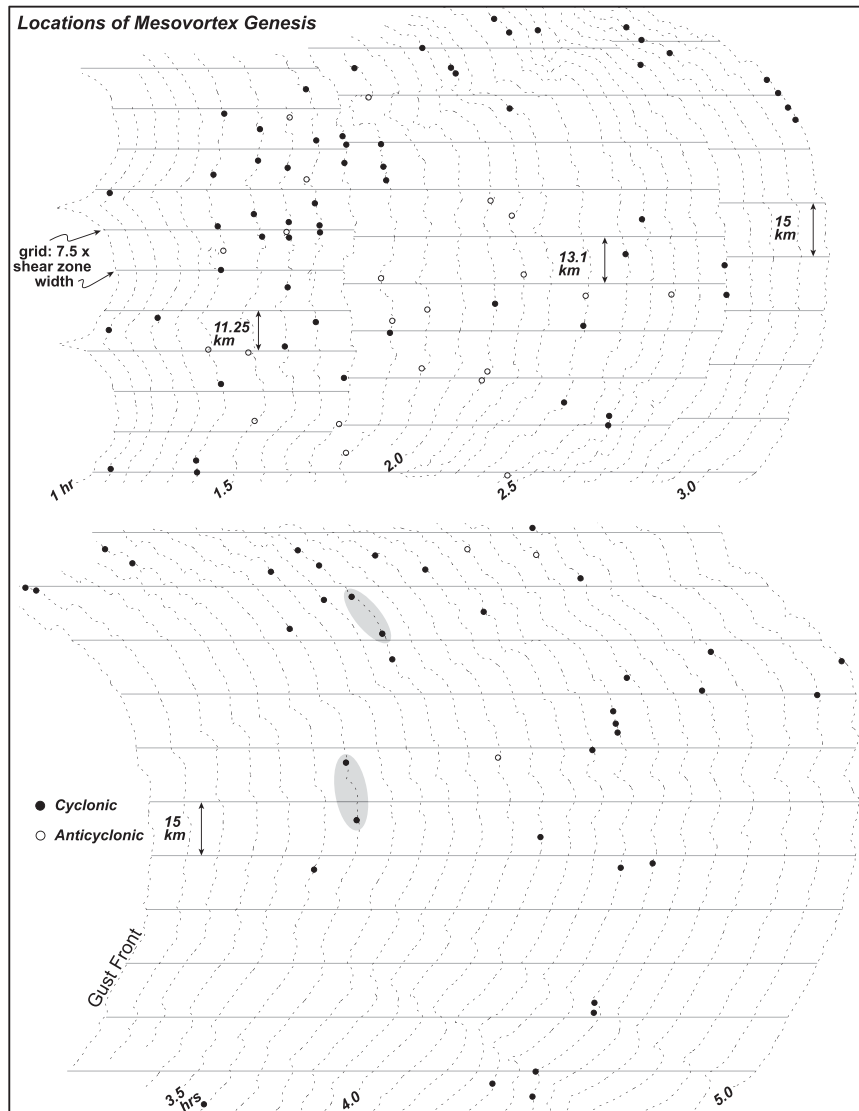 Locations of Mesovortex Genesis
15
km
grid: 7.5 x
shear zone
width
13.1
km
11.25
km
1 hr
1.5
2.0
2.5
3.0
Cyclonic
Anticyclonic
15
km
Gust Front
3.5
hrs
4.0
5.0